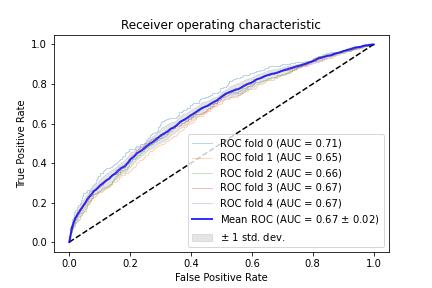 Receiver operating characteristic
True Positive Rate
1.0
0.8
0.6
0.4
0.2
0.0
ROC fold 0 (AUC = 0.71)
ROC fold 1 (AUC = 0.65)
ROC fold 2 (AUC = 0.66)
ROC fold 3 (AUC = 0.67)
ROC fold 4 (AUC = 0.67)
Mean ROC (AUC = 0.67 ± 0.02)
± 1 std. dev.
0.0 0.2 0.4 0.6 0.8 1.0
False Positive Rate